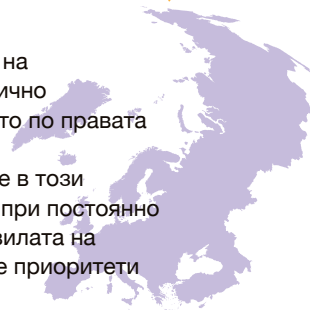 на
ично
то по правата
е в този
при постоянно
вилата на
е приоритети